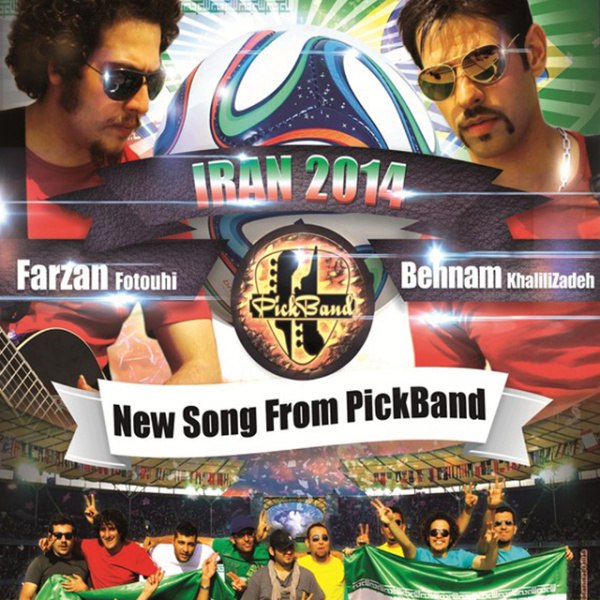 IRAN 2014
Farzan Fotouhi
Behnam KhaliliZadeh
PickBand
New Song From PickBand